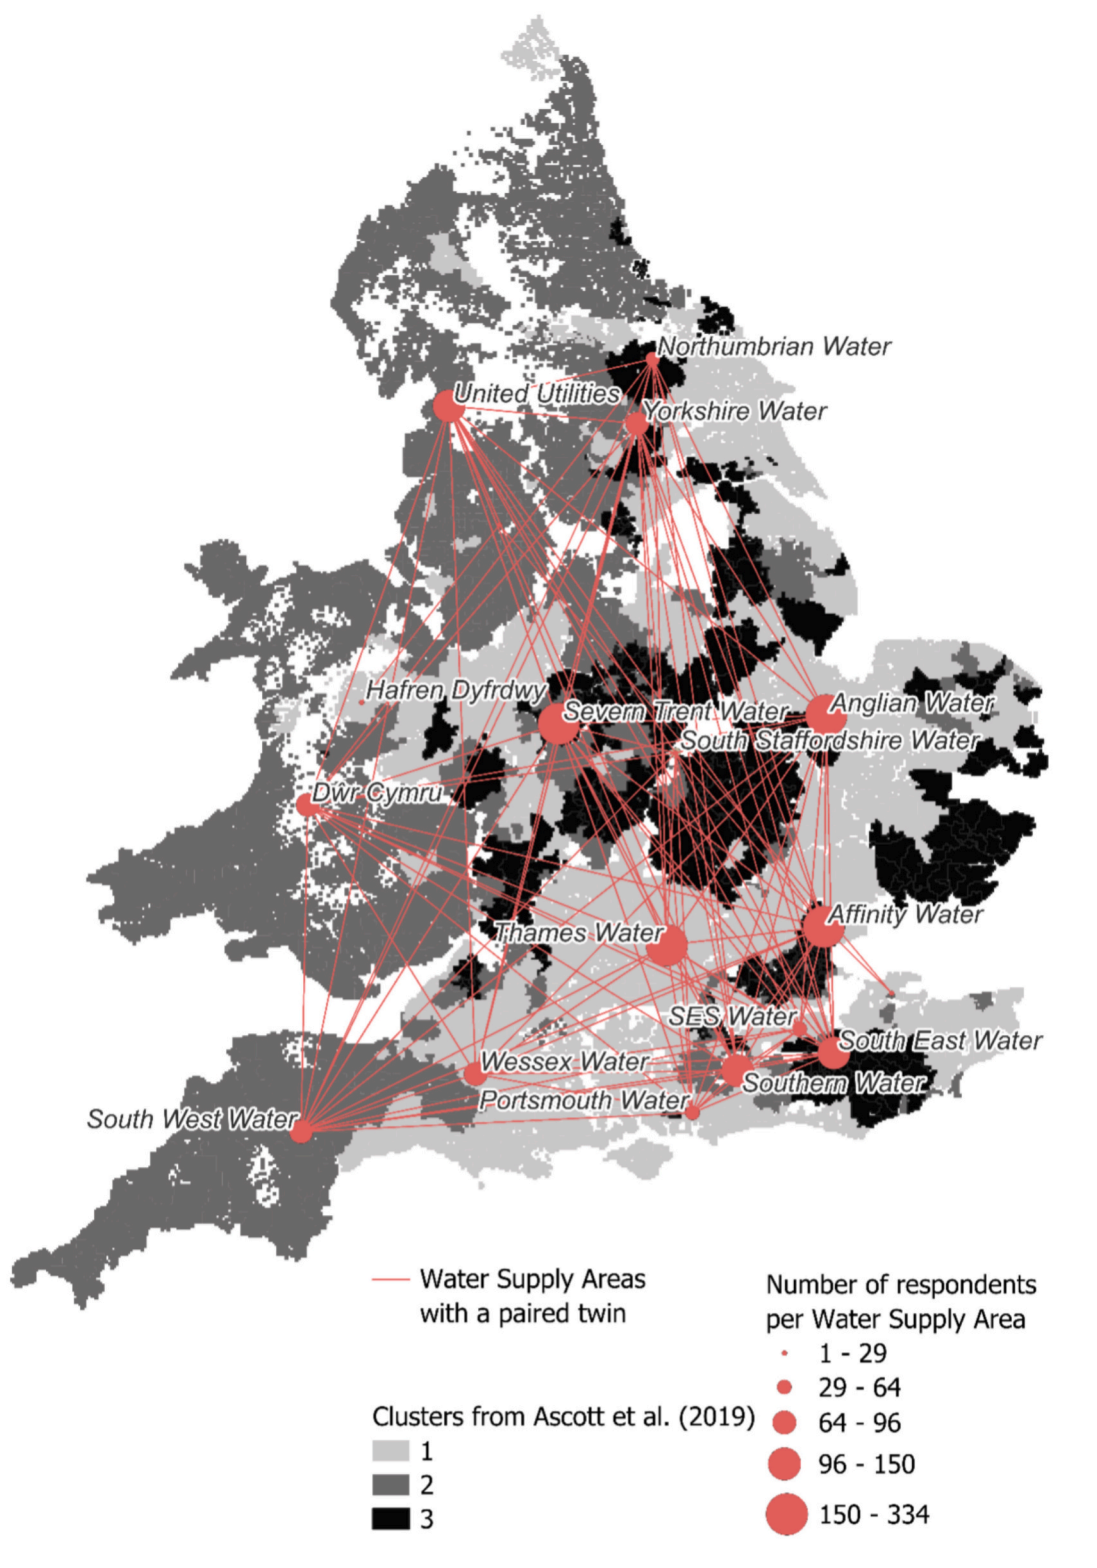 Northumbrian Water
United Utilities
Yorkshire Water
Hafren Dyfrdwy
Severn Trent Water
Anglian Water
South Staffordshire Water
Dŵr Cymru
Affinity Water
Thames Water
SES Water
South East Water
Wessex Water
Southern Water
Portsmouth Water
South West Water
Water Supply Areas
with a paired twin
Number of respondents
per Water Supply Area
1 - 29
29 - 64
64 - 96
96 - 150
150 - 334
Clusters from Ascott et al. (2019)
1
2
3